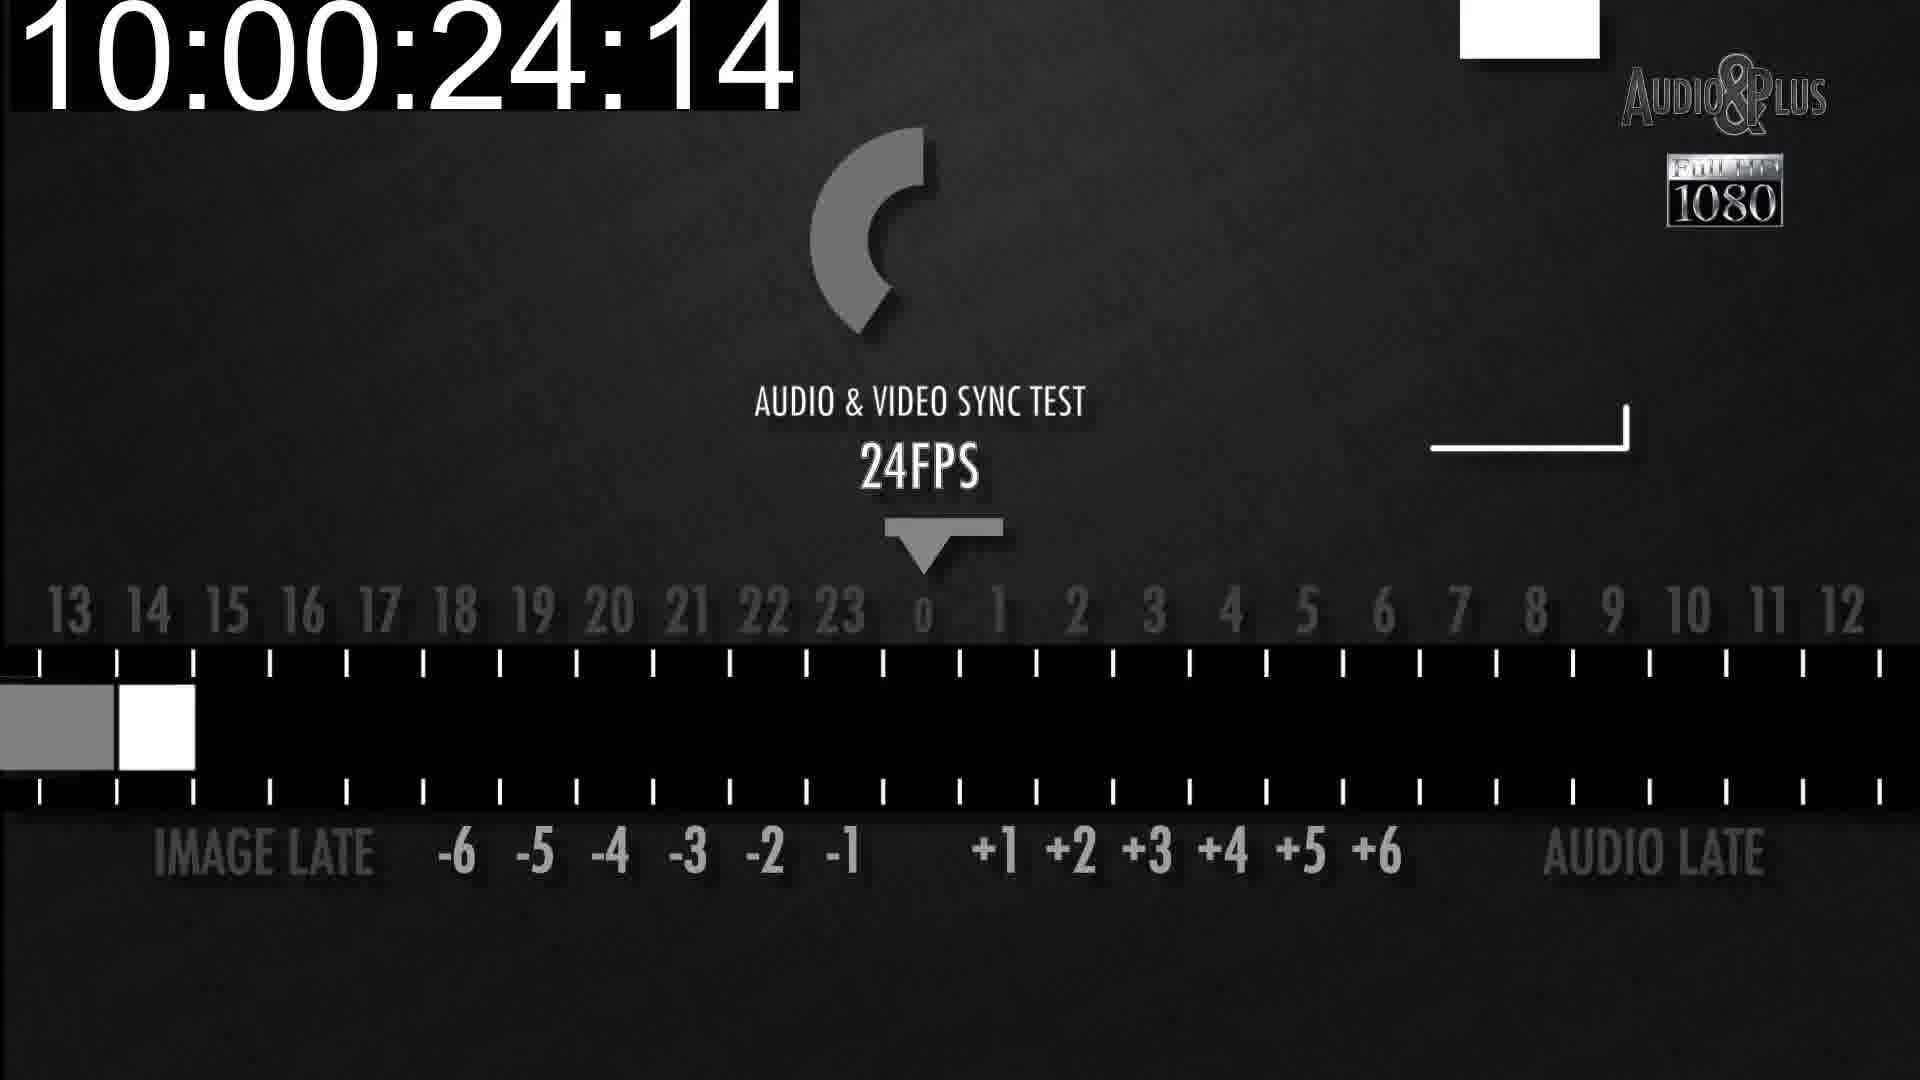 10:00:24:14
AUDIO & PLUS
Full HD
1080
AUDIO & VIDEO SYNC TEST
24FPS
13 14 15 16 17 18 19 20 21 22 23 0 1 2 3 4 5 6 7 8 9 10 11 12
IMAGE LATE -6 -5 -4 -3 -2 -1 +1 +2 +3 +4 +5 +6 AUDIO LATE